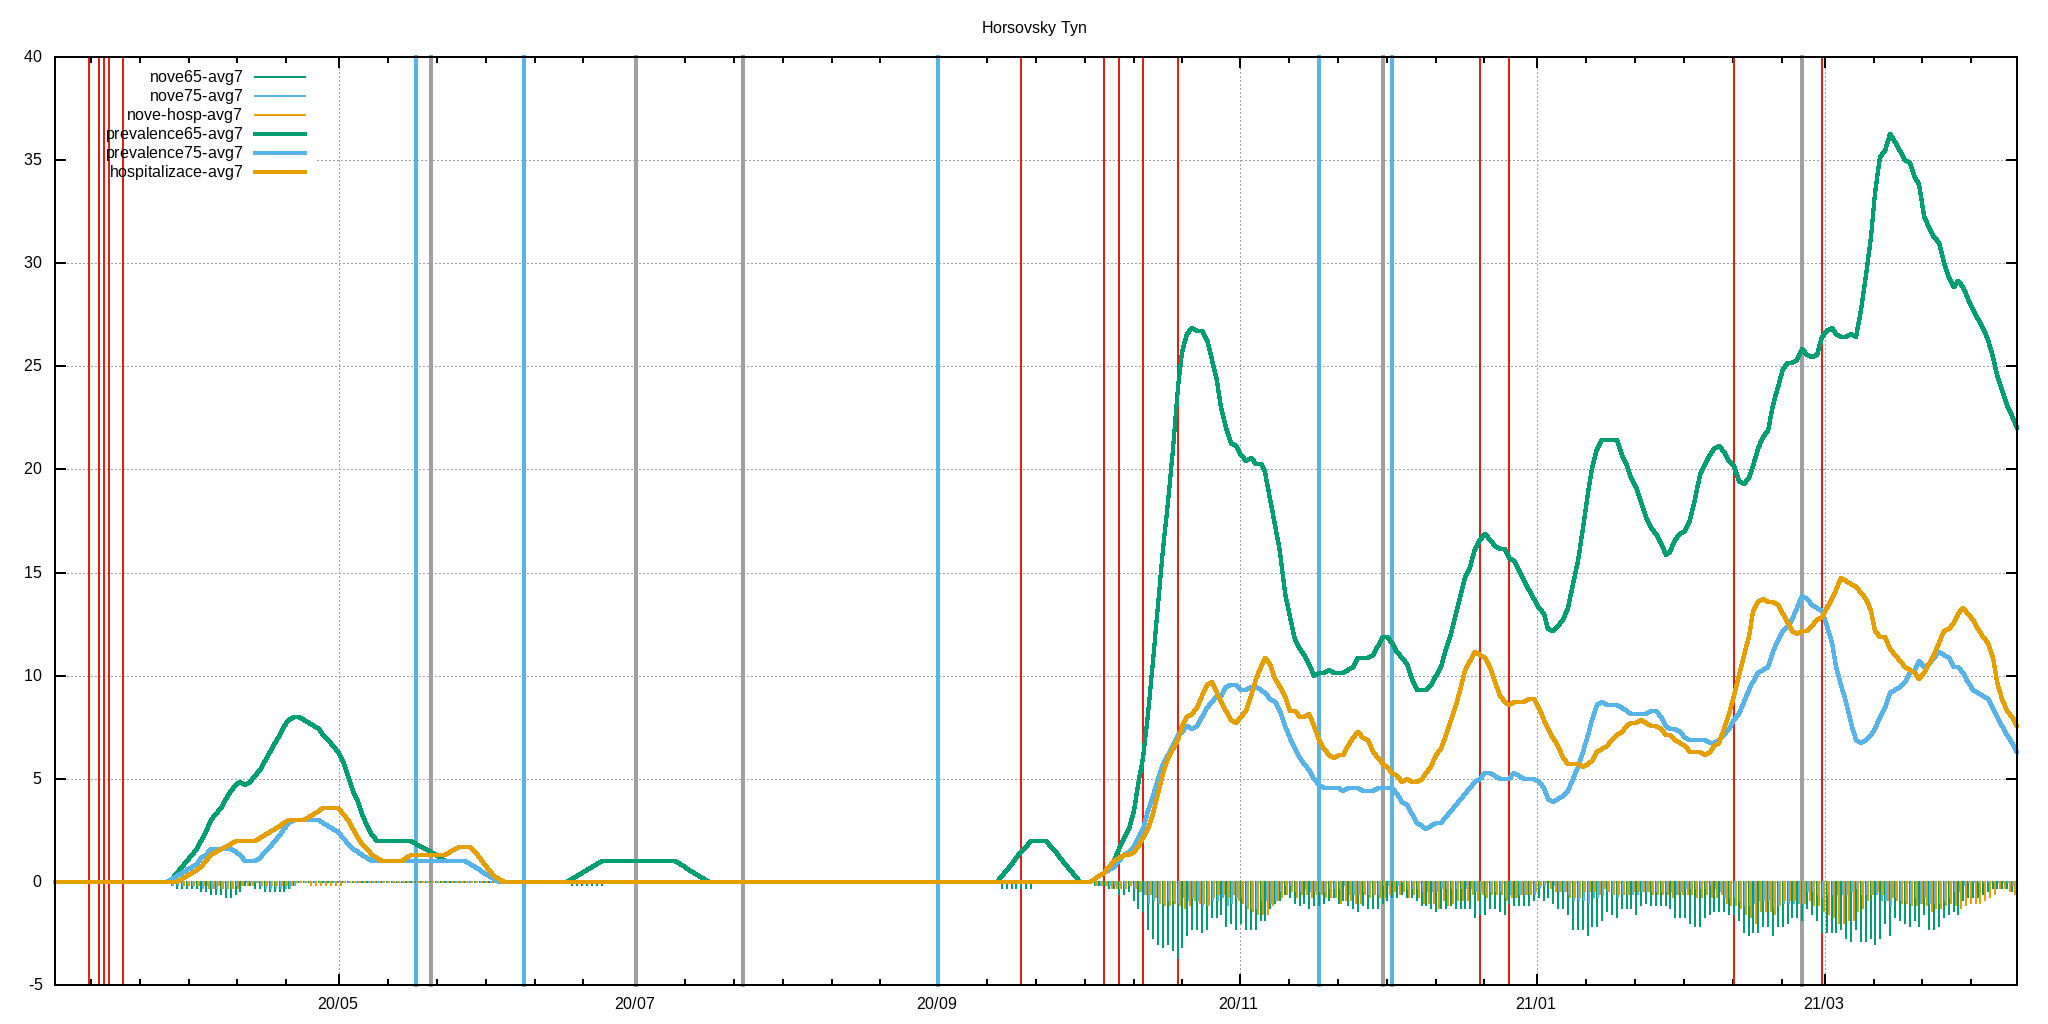 Horsovsky Tyn
40
35
30
25
20
15
10
5
0
-5
nove65-avg7
nove75-avg7
nove-hosp-avg7
prevalence65-avg7
prevalence75-avg7
hospitalizace-avg7
20/05 20/07 20/09 20/11 21/01 21/03